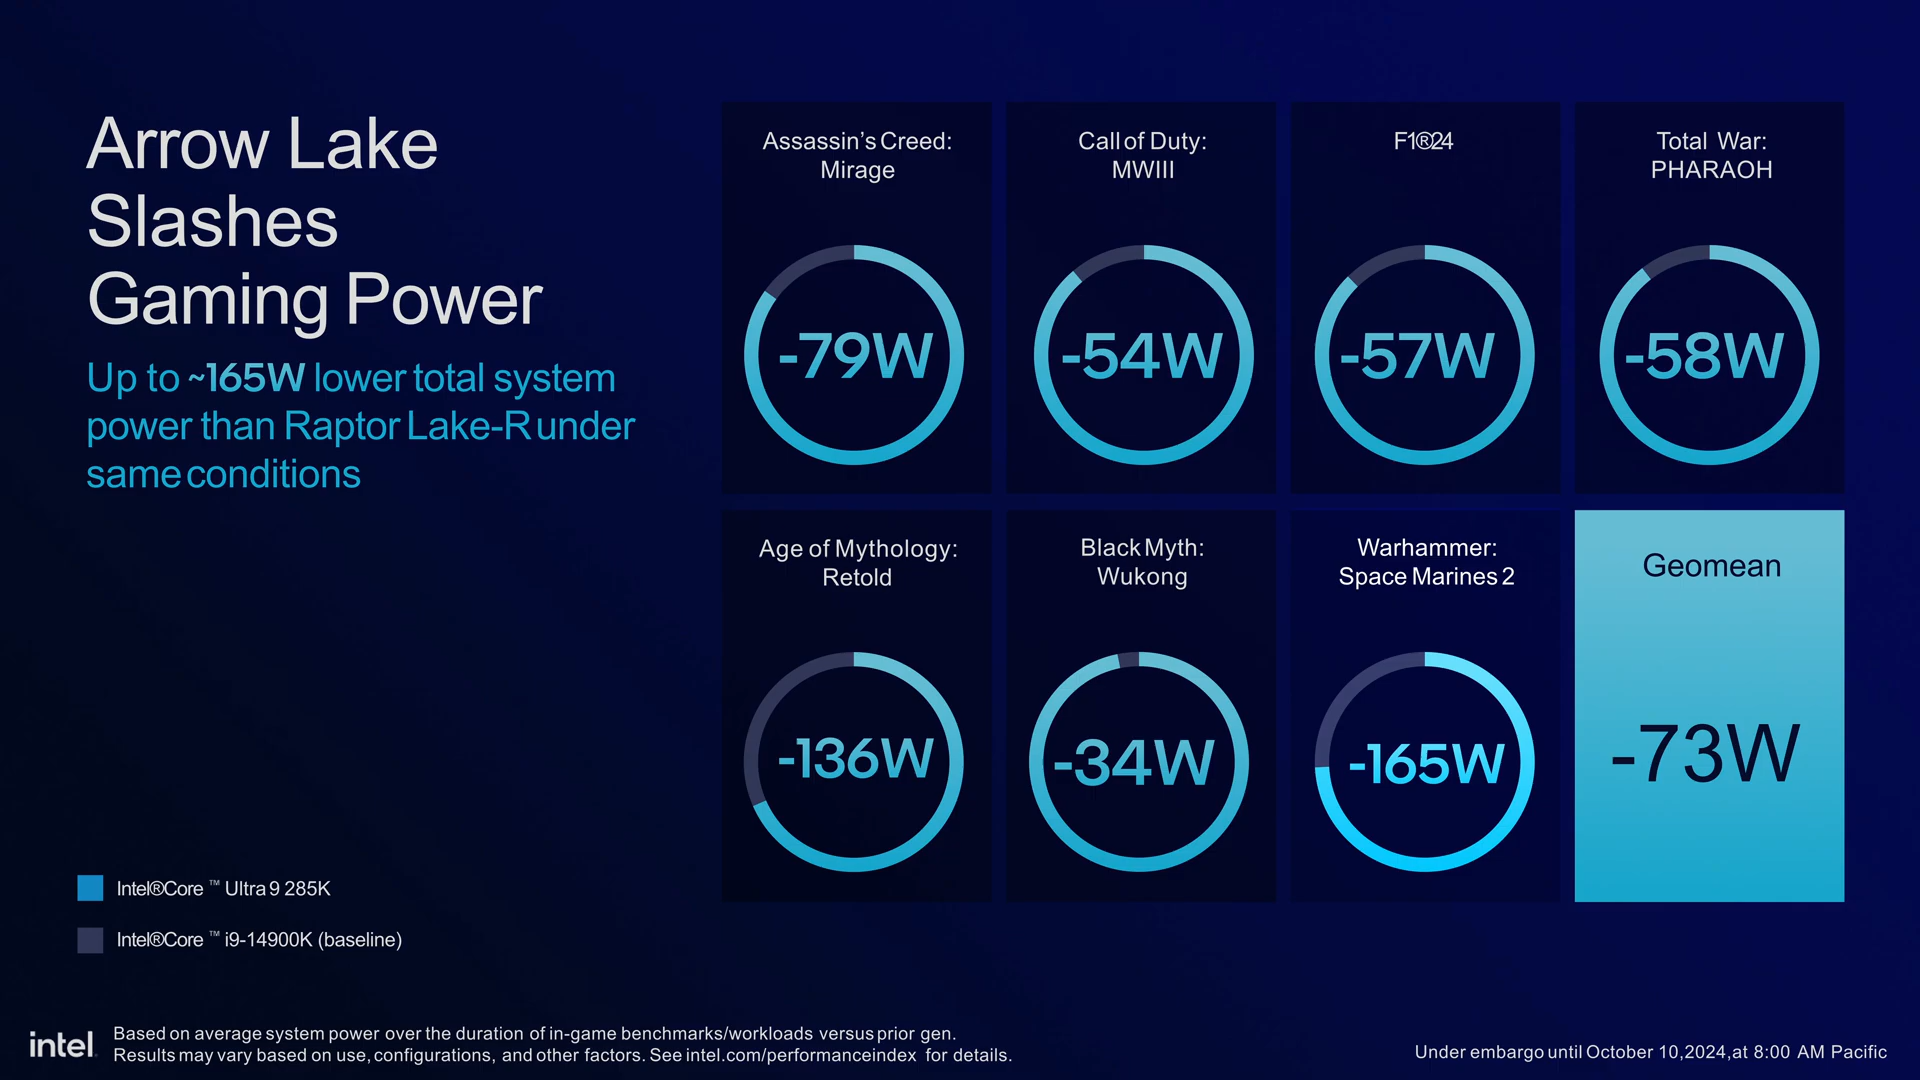 Arrow Lake
Slashes
Gaming Power
Up to ~165W lower total system
power than Raptor Lake-R under
same conditions
Assassin's Creed:
Mirage
-79W
Call of Duty:
MWIII
-54W
F1®24
-57W
Total War:
PHARAOH
-58W
Age of Mythology:
Retold
-136W
Black Myth:
Wukong
-34W
Warhammer:
Space Marines 2
-165W
Geomean
-73W
Intel®Core ™ Ultra 9 285K
Intel®Core ™ i9-14900K (baseline)
intel
Based on average system power over the duration of in-game benchmarks/workloads versus prior gen.
Results may vary based on use, configurations, and other factors. See intel.com/performanceindex for details.
Under embargo until October 10,2024,at 8:00 AM Pacific